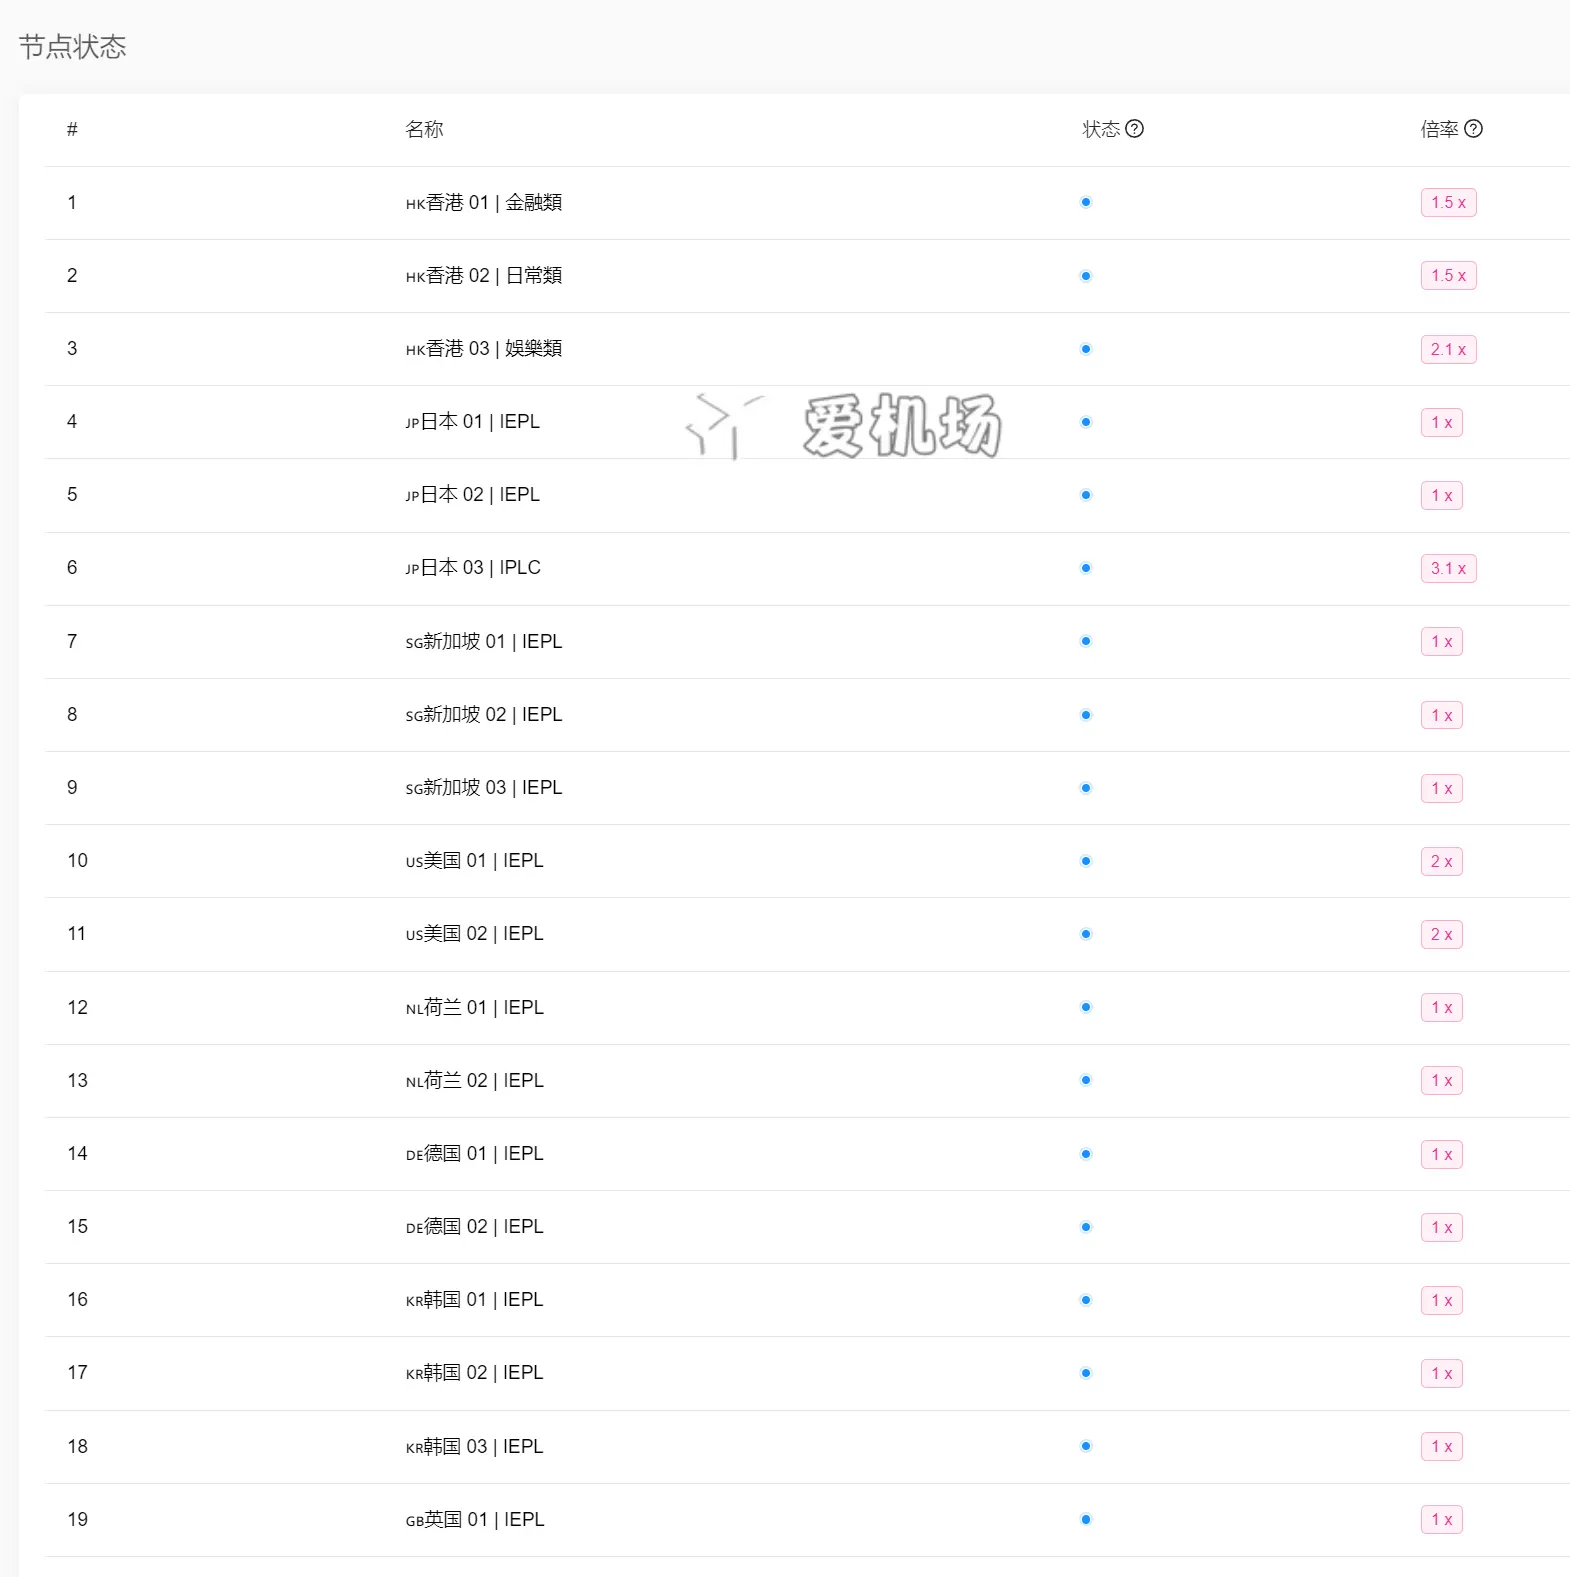 节点状态
# 名称 状态 倍率
1 HK香港 01 | 金融類 1.5 x
2 HK香港 02 | 日常類 1.5 x
3 HK香港 03 | 娛樂類 2.1 x
爱机场
4 JP日本 01 | IEPL 1 x
5 JP日本 02 | IEPL 1 x
6 JP日本 03 | IPLC 3.1 x
7 SG新加坡 01 | IEPL 1 x
8 SG新加坡 02 | IEPL 1 x
9 SG新加坡 03 | IEPL 1 x
10 US美国 01 | IEPL 2 x
11 US美国 02 | IEPL 2 x
12 NL荷兰 01 | IEPL 1 x
13 NL荷兰 02 | IEPL 1 x
14 DE德国 01 | IEPL 1 x
15 DE德国 02 | IEPL 1 x
16 KR韩国 01 | IEPL 1 x
17 KR韩国 02 | IEPL 1 x
18 KR韩国 03 | IEPL 1 x
19 GB英国 01 | IEPL 1 x